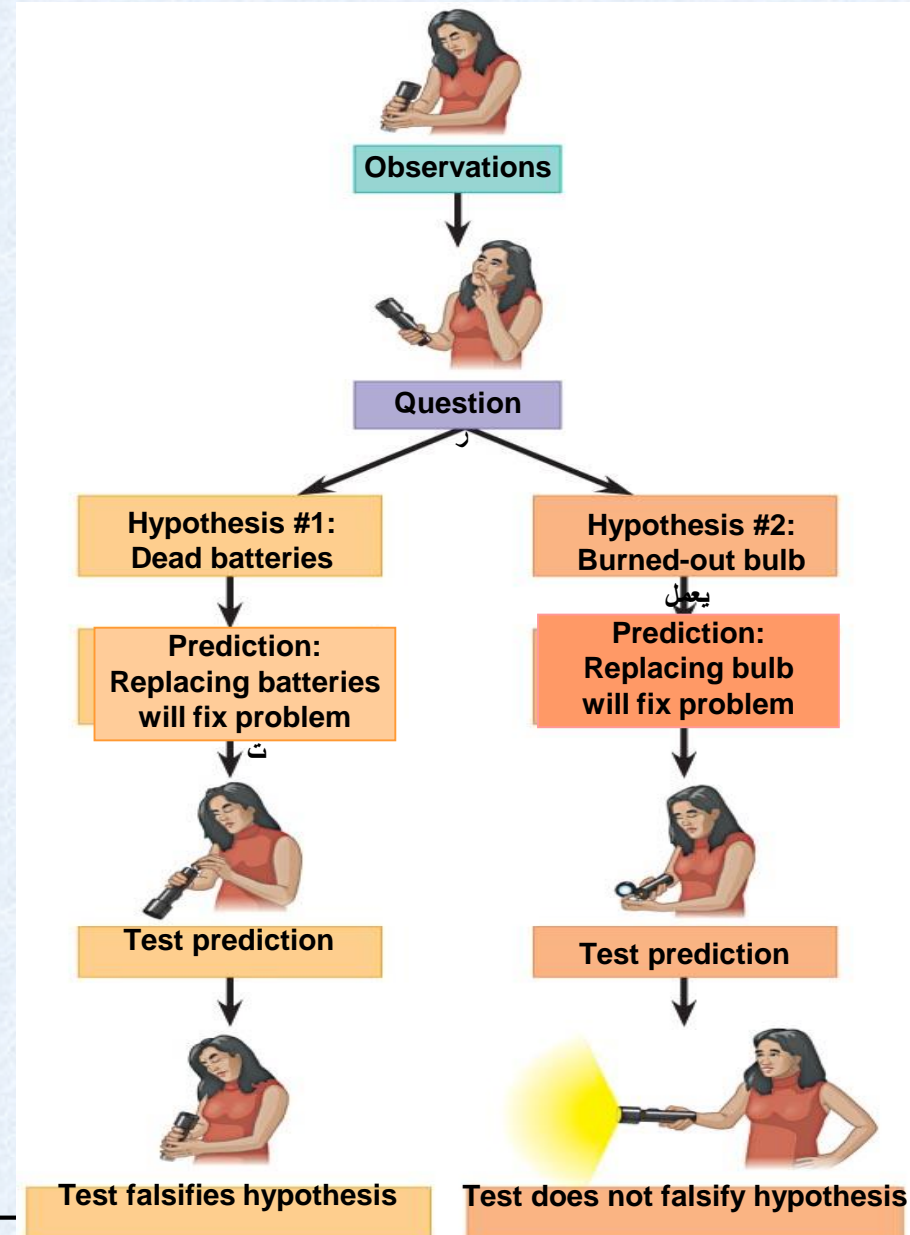 Observations
Question
ر
Hypothesis #1:
Dead batteries
Hypothesis #2:
Burned-out bulb
يعمل
Prediction:
Replacing batteries
will fix problem
ت
Prediction:
Replacing bulb
will fix problem
Test prediction
Test prediction
Test falsifies hypothesis
Test does not falsify hypothesis